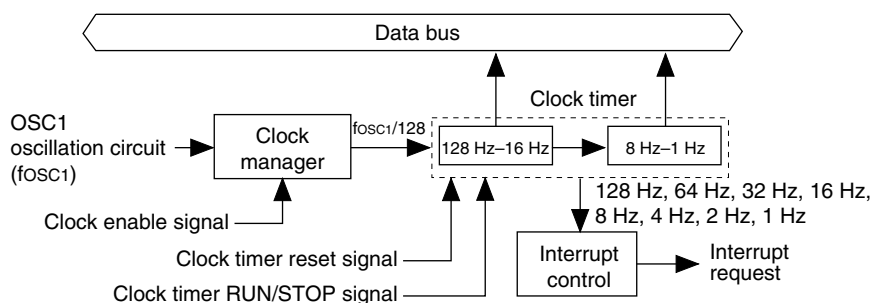 Data bus
Clock timer
OSC1
oscillation circuit
(fOSC1)
Clock
manager
fOSC1/128
128 Hz–16 Hz
8 Hz–1 Hz
Clock enable signal
128 Hz, 64 Hz, 32 Hz, 16 Hz,
8 Hz, 4 Hz, 2 Hz, 1 Hz
Clock timer reset signal
Clock timer RUN/STOP signal
Interrupt
control
Interrupt
request